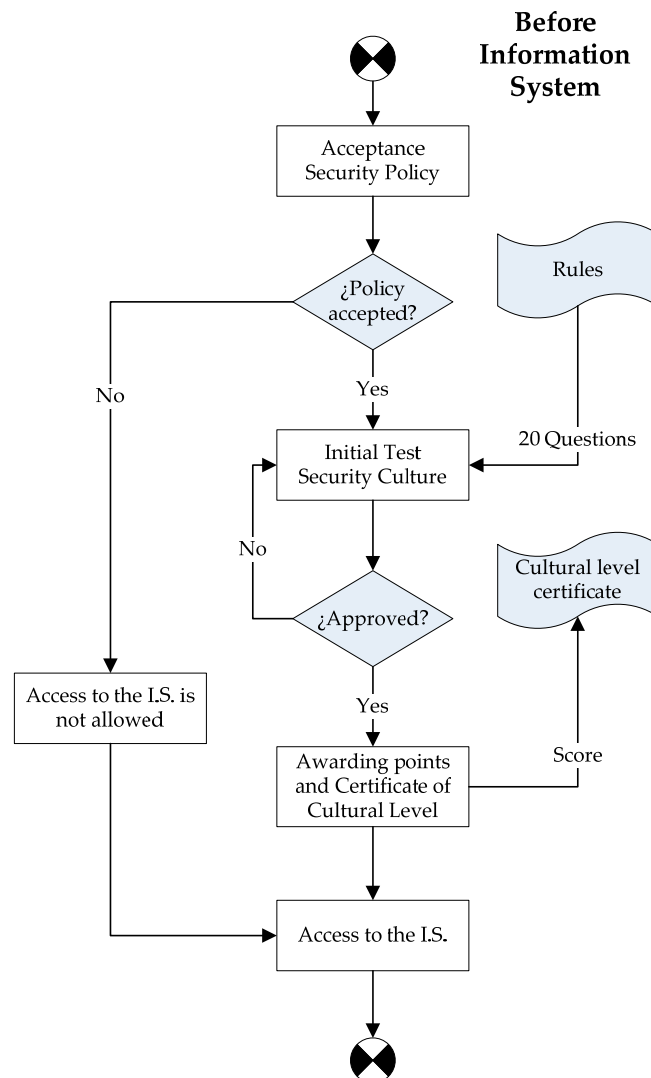 Before
Information
System
Acceptance
Security Policy
¿Policy
accepted?
Rules
No
Yes
20 Questions
Initial Test
Security Culture
No
Cultural level
certificate
¿Approved?
Access to the I.S. is
not allowed
Yes
Awarding points
and Certificate of
Cultural Level
Score
Access to the I.S.